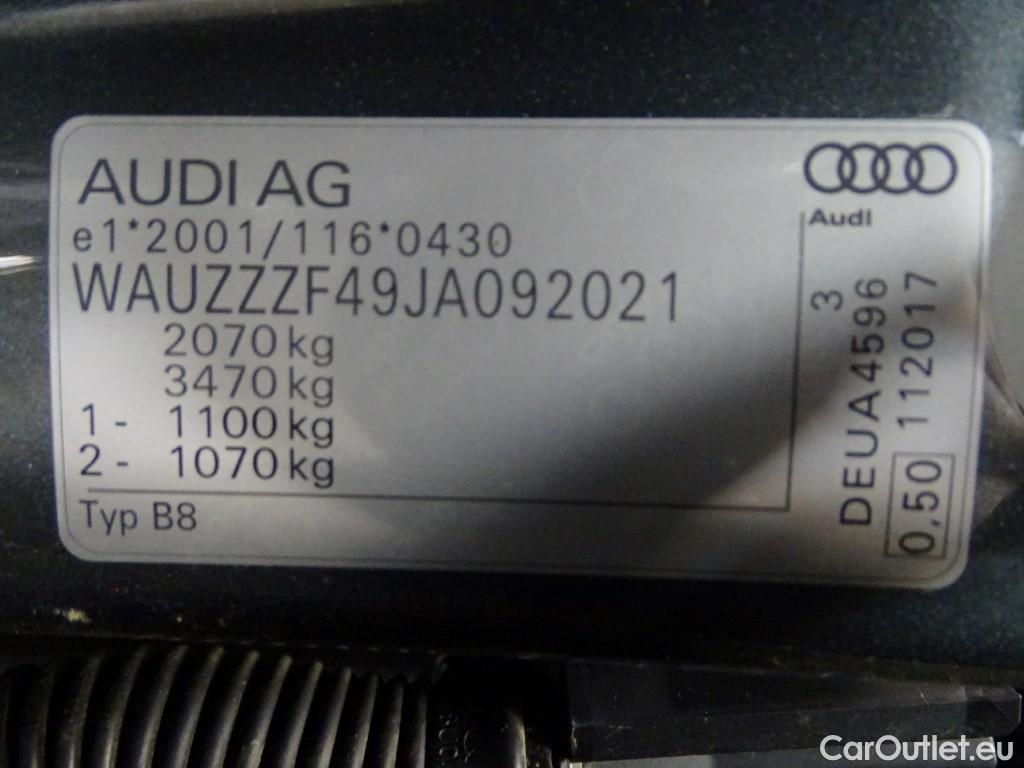 AUDI AG
e1*2001/116*0430
WAUZZZF49JA092021
2070 kg
3470 kg
1 - 1100 kg
2 - 1070 kg
Typ B8
Audi
3
DEUA4596
0,50 112017
CarOutlet.eu